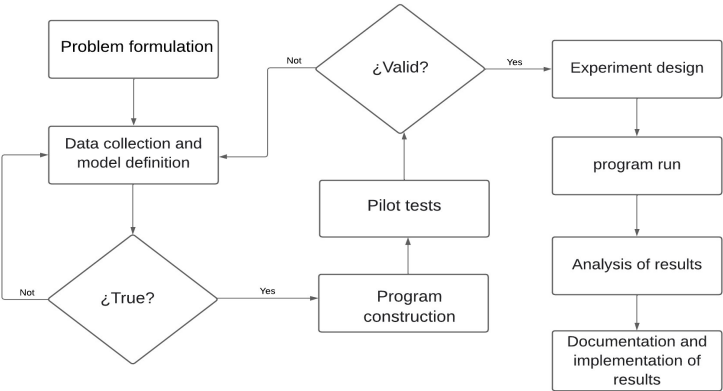 Problem formulation
Data collection and
model definition
¿True?
Not
Yes
Program
construction
Pilot tests
¿Valid?
Not
Yes
Experiment design
program run
Analysis of results
Documentation and
implementation of
results